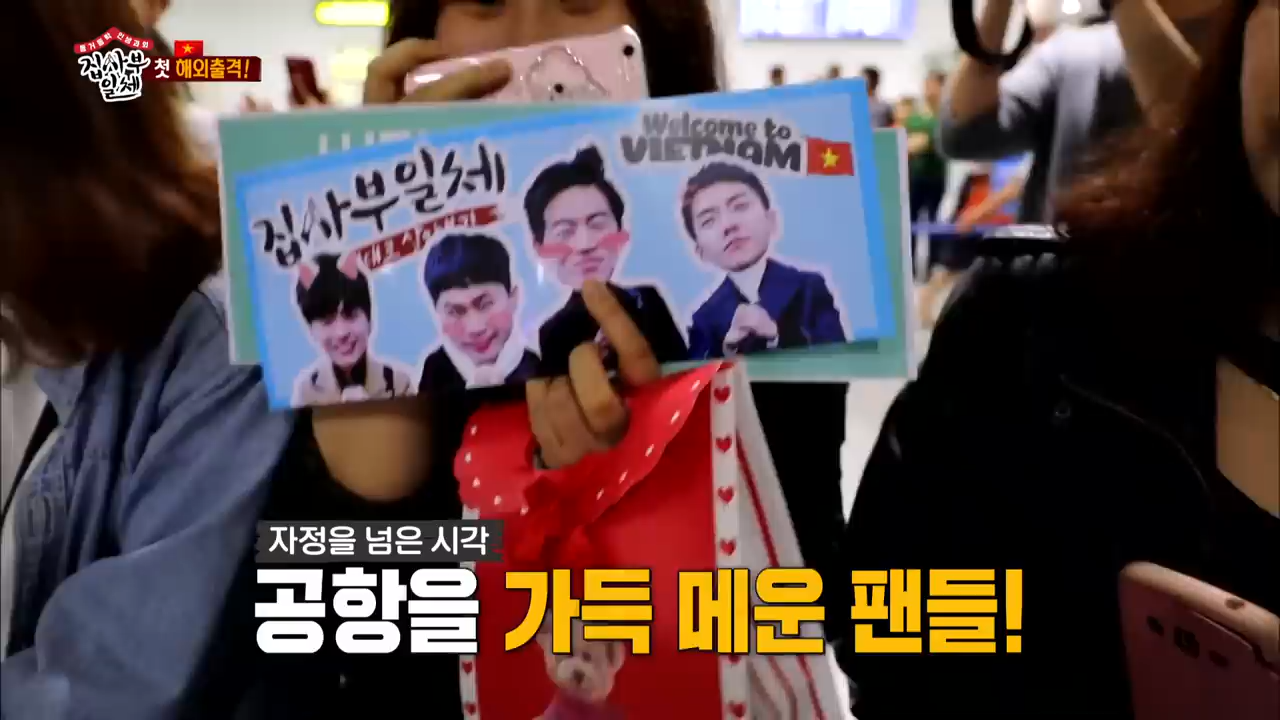 집사부일체
첫 해외출격!
Welcome to
VIETNAM
집사부일체
자정을 넘은 시각
공항을 가득 메운 팬들!